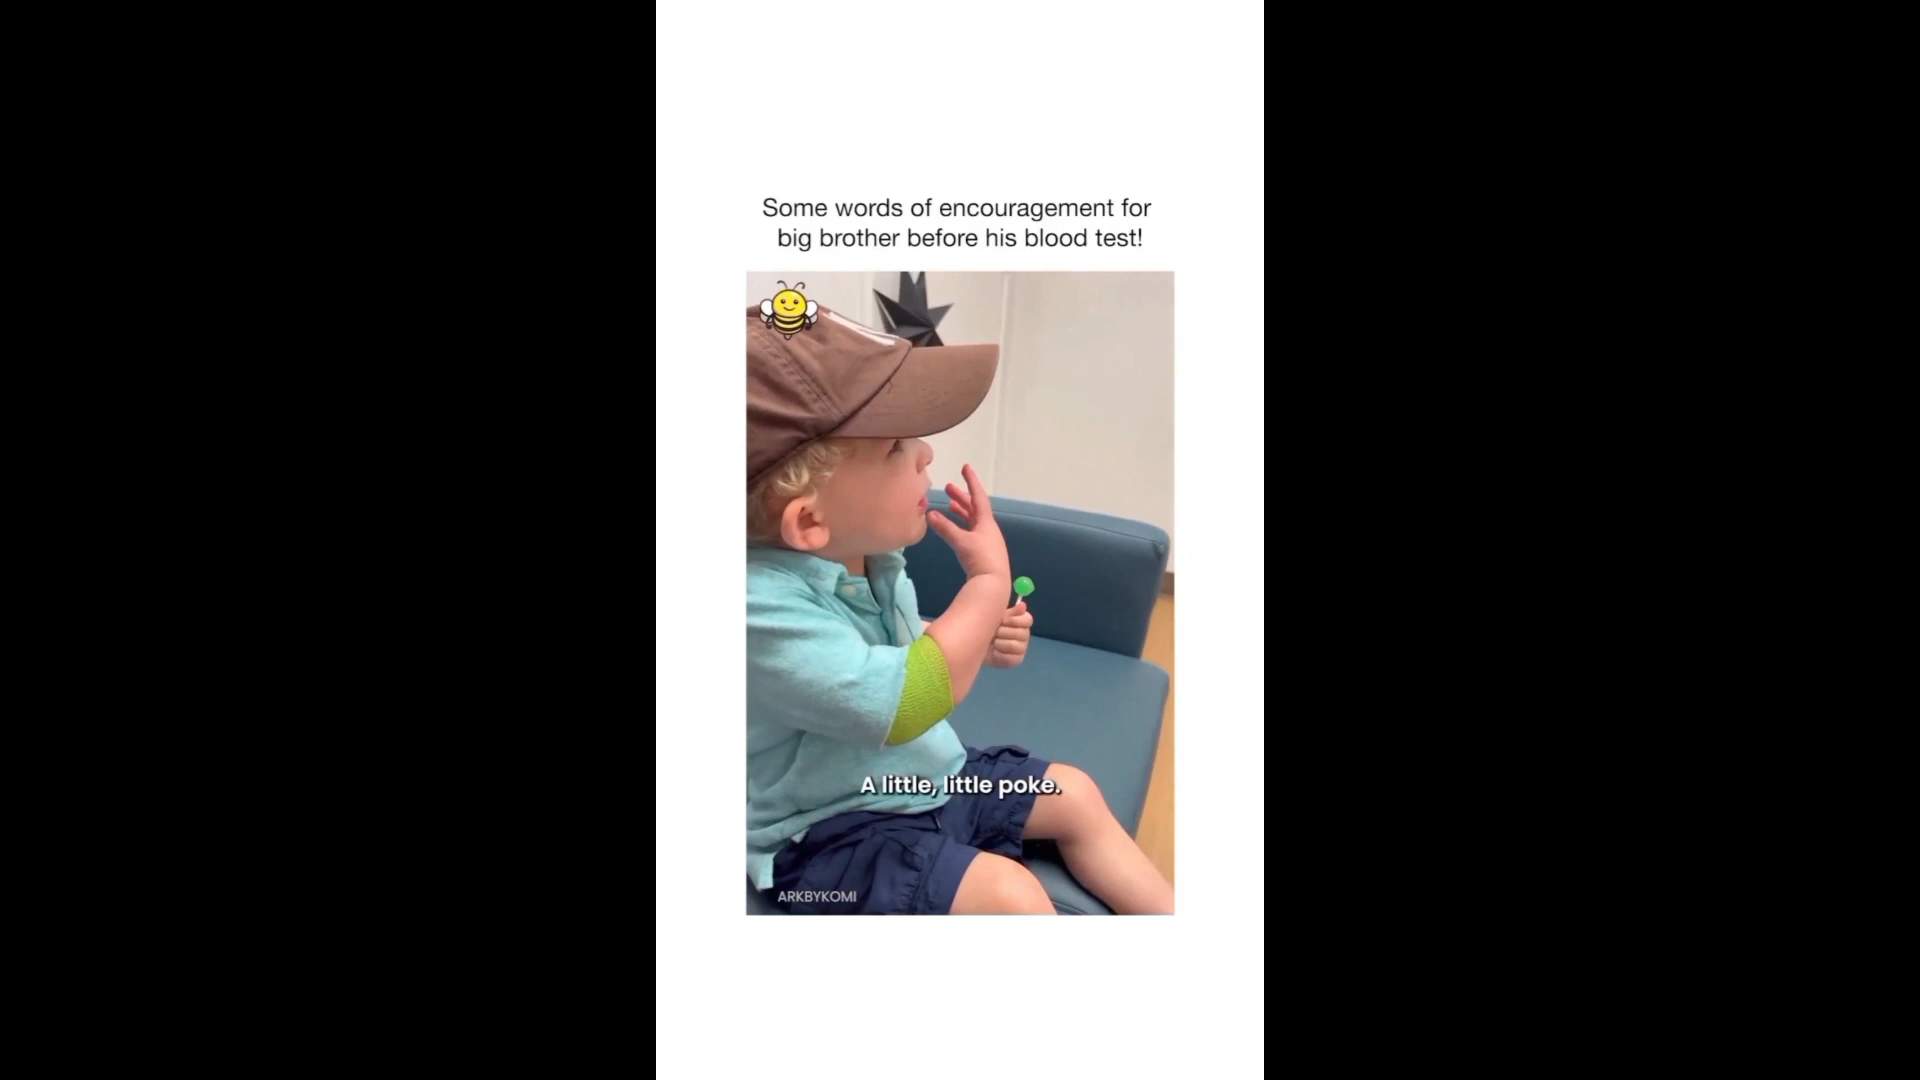 Some words of encouragement for
big brother before his blood test!
A little, little poke.
ARKBYKOMI